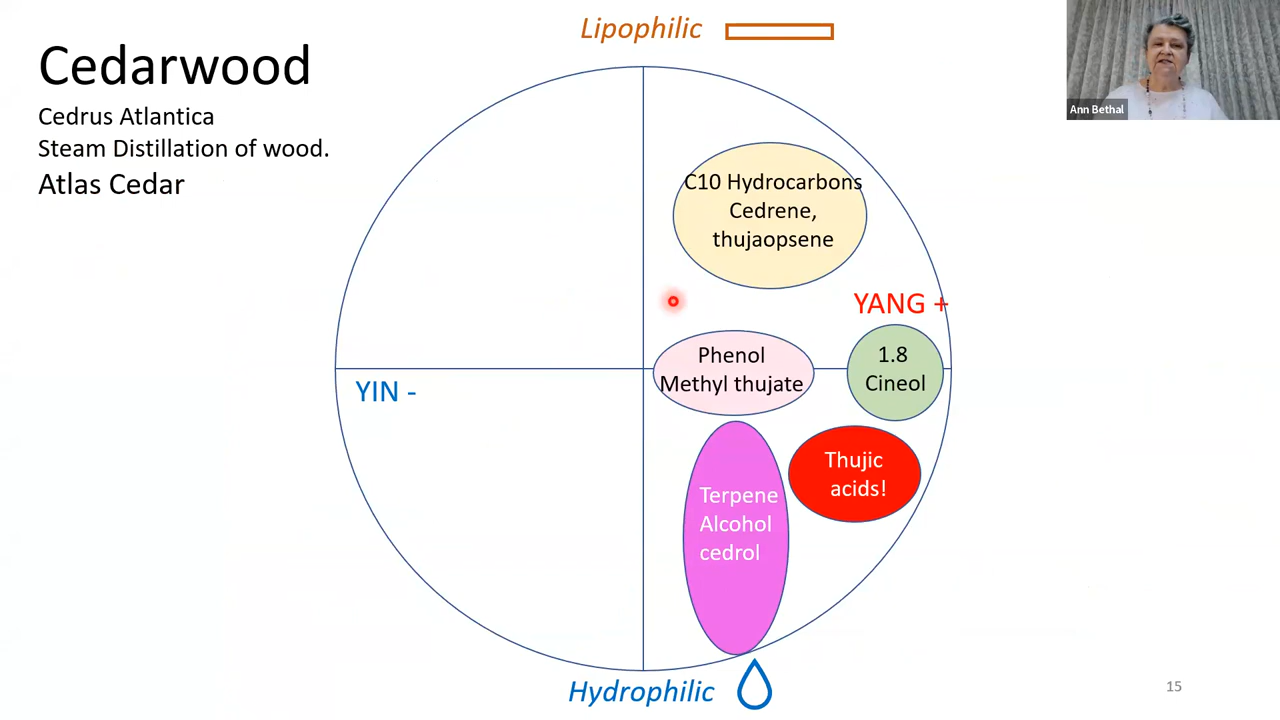 Lipophilic
Cedarwood
Cedrus Atlantica
Steam Distillation of wood.
Atlas Cedar
Ann Bethal
C10 Hydrocarbons
Cedrene,
thujaopsene
YANG +
Phenol
Methyl thujate
1.8
Cineol
YIN -
Thujic
acids!
Terpene
Alcohol
cedrol
Hydrophilic
15